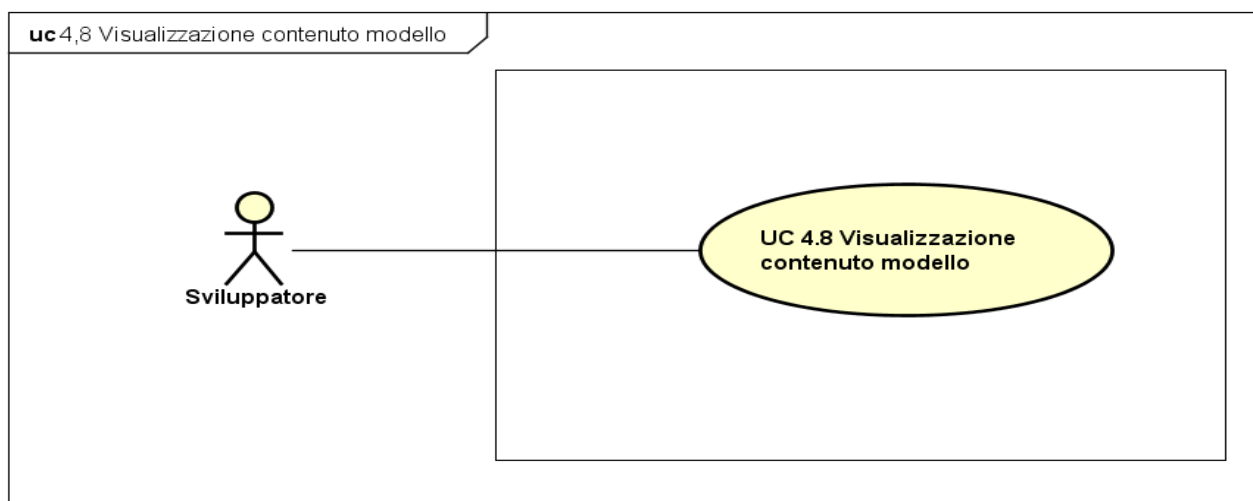 uc 4,8 Visualizzazione contenuto modello
UC 4.8 Visualizzazione
contenuto modello
Sviluppatore